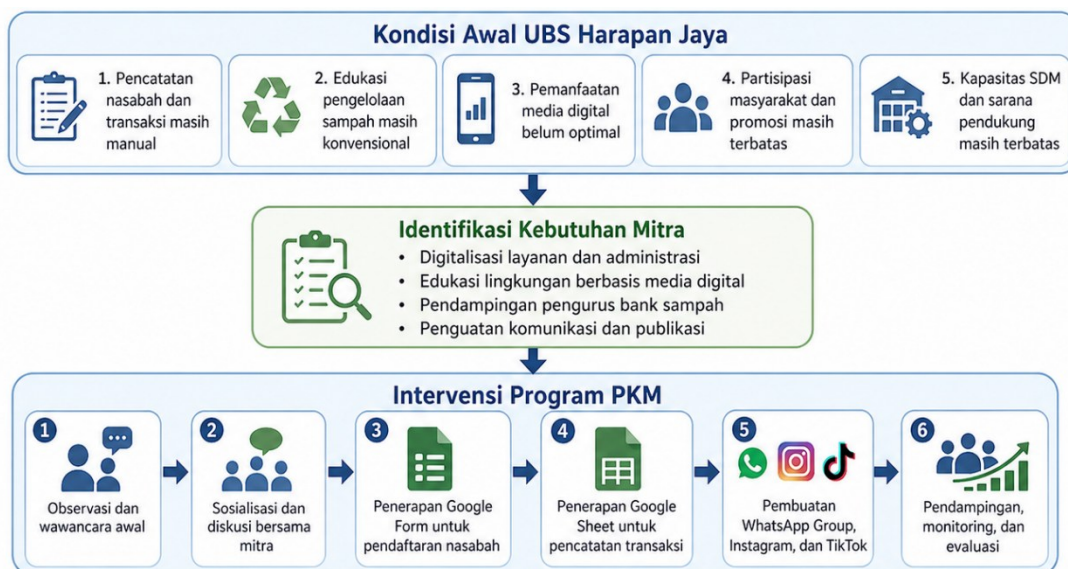 Kondisi Awal UBS Harapan Jaya
1. Pencatatan
nasabah dan
transaksi masih
manual
2. Edukasi
pengelolaan
sampah masih
konvensional
3. Pemanfaatan
media digital
belum optimal
4. Partisipasi
masyarakat dan
promosi masih
terbatas
5. Kapasitas SDM
dan sarana
pendukung
masih terbatas
Identifikasi Kebutuhan Mitra
• Digitalisasi layanan dan administrasi
• Edukasi lingkungan berbasis media digital
• Pendampingan pengurus bank sampah
• Penguatan komunikasi dan publikasi
Intervensi Program PKM
1
Observasi dan
wawancara awal
2
Sosialisasi dan
diskusi bersama
mitra
3
Penerapan Google
Form untuk
pendaftaran nasabah
4
Penerapan Google
Sheet untuk
pencatatan transaksi
5
Pembuatan
WhatsApp Group,
Instagram, dan TikTok
6
Pendampingan,
monitoring, dan
evaluasi